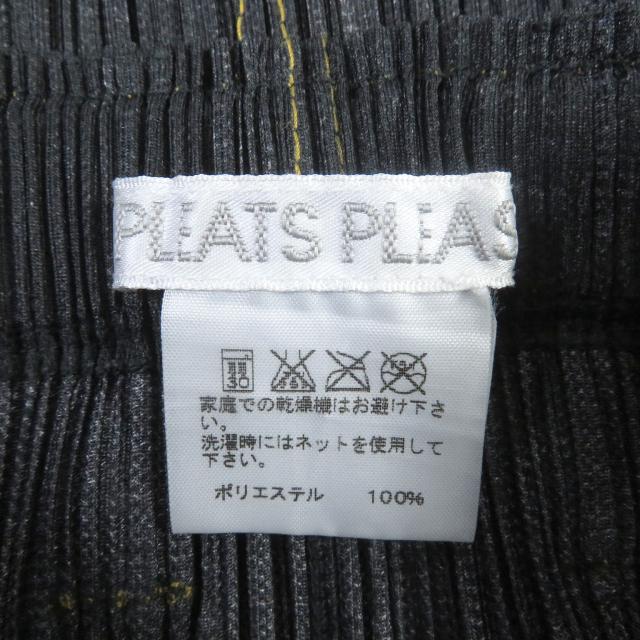 PLEATS PLEAS
30
家庭での乾燥機はお避け下さ
い。
洗濯時にはネットを使用して
下さい。
ポリエステル 100%